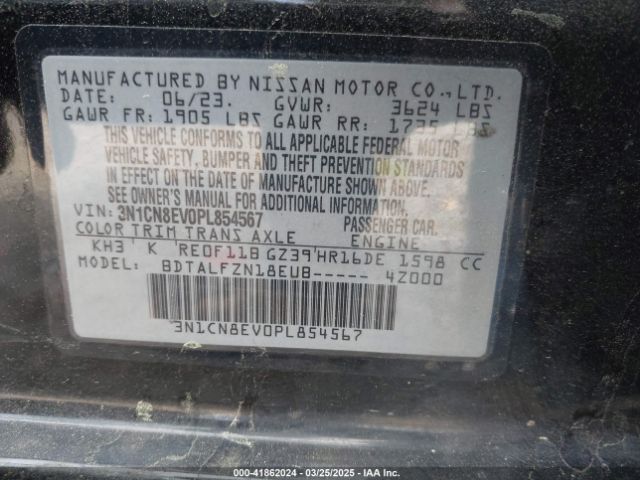 MANUFACTURED BY NISSAN MOTOR CO.,LTD.
DATE: 06/23. GVWR: 3624 LBS
GAWR FR: 1905 LBS GAWR RR: 1735 LBS
THIS VEHICLE CONFORMS TO ALL APPLICABLE FEDERAL MOTOR
VEHICLE SAFETY, BUMPER AND THEFT PREVENTION STANDARDS
IN EFFECT ON THE DATE OF MANUFACTURE SHOWN ABOVE.
SEE OWNER'S MANUAL FOR ADDITIONAL INFORMATION.
VIN: 3N1CN8EV0PL854567 PASSENGER CAR.
COLOR TRIM TRANS AXLE ENGINE
KH3 K RE0F11B GZ39 HR16DE 1598 CC
BDTALFZN18EUB----- 4Z000
3N1CN8EV0PL854567
000-41862024 | 03/25/2025 - IAA Inc.